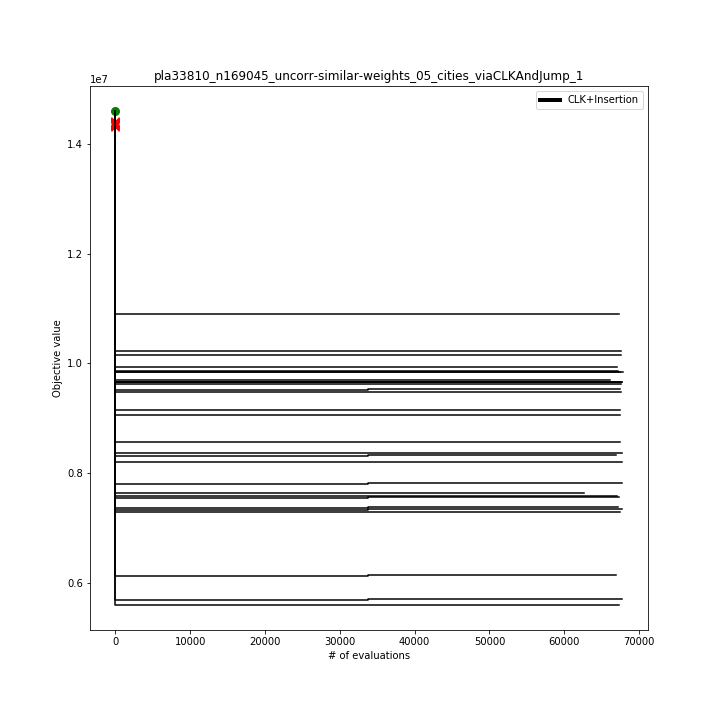 pla33810_n169045_uncorr-similar-weights_05_cities_viaCLKAndJump_1
1e7
CLK+Insertion
1.4
1.2
1.0
0.8
0.6
Objective value
0 10000 20000 30000 40000 50000 60000 70000
# of evaluations